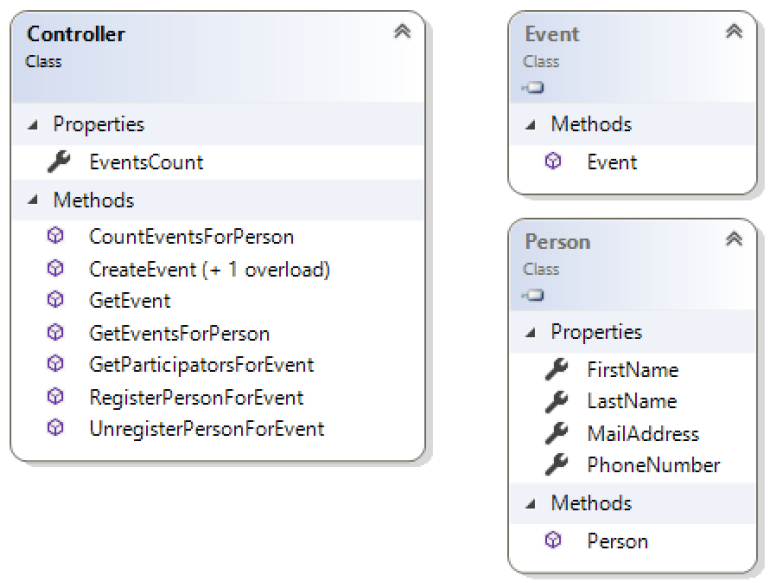 Controller
Class
Properties
EventsCount
Methods
CountEventsForPerson
CreateEvent (+ 1 overload)
GetEvent
GetEventsForPerson
GetParticipatorsForEvent
RegisterPersonForEvent
UnregisterPersonForEvent
Event
Class
Methods
Event
Person
Class
Properties
FirstName
LastName
MailAddress
PhoneNumber
Methods
Person